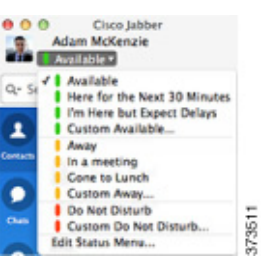 Cisco Jabber
Adam McKenzie
Available
Q- Se
✓ Available
Here for the Next 30 Minutes
I'm Here but Expect Delays
Custom Available...
Away
In a meeting
Gone to Lunch
Custom Away...
Do Not Disturb
Custom Do Not Disturb...
Edit Status Menu...
Contacts
Chats
373511